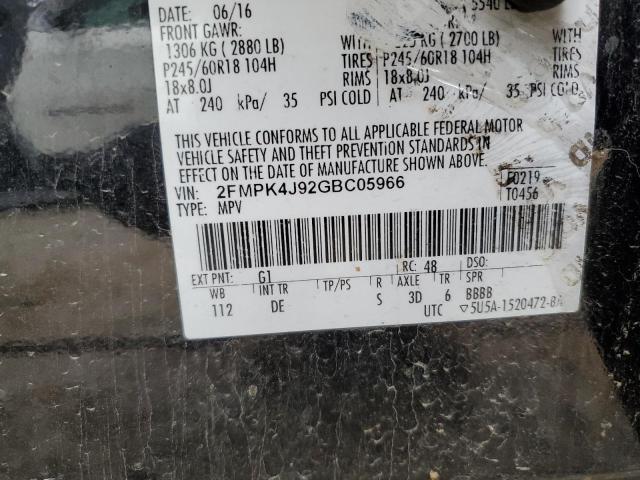 DATE: 06/16
5540 L
FRONT GAWR:
R
1306 KG (2880 LB) WITH KG (2700 LB) WITH
P245/60R18 104H TIRES P245/60R18 104H TIRES
18x8.0J RIMS 18x8.0J RIMS
AT 240 kPa/ 35 PSI COLD AT 240 kPa/ 35 PSI COLD
THIS VEHICLE CONFORMS TO ALL APPLICABLE FEDERAL MOTOR
VEHICLE SAFETY AND THEFT PREVENTION STANDARDS IN
EFFECT ON THE DATE OF MANUFACTURE SHOWN ABOVE.
F0219
VIN: 2FMPK4J92GBC05966
T0456
TYPE: MPV
EXT PNT: G1 RC: 48 DSO:
WB INT TR TP/PS R AXLE TR SPR
112 DE S 3D 6 BBBB
UTC ▽5U5A-1520472-BA